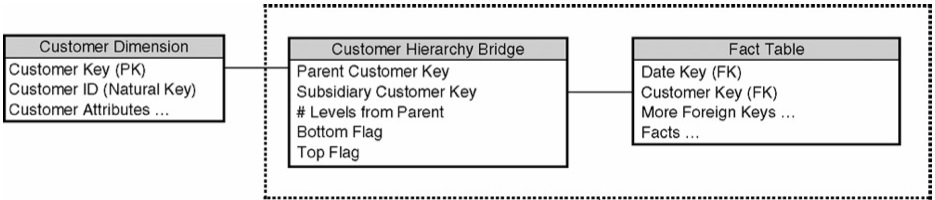 Customer Dimension
Customer Key (PK)
Customer ID (Natural Key)
Customer Attributes ...
Customer Hierarchy Bridge
Parent Customer Key
Subsidiary Customer Key
# Levels from Parent
Bottom Flag
Top Flag
Fact Table
Date Key (FK)
Customer Key (FK)
More Foreign Keys ...
Facts ...